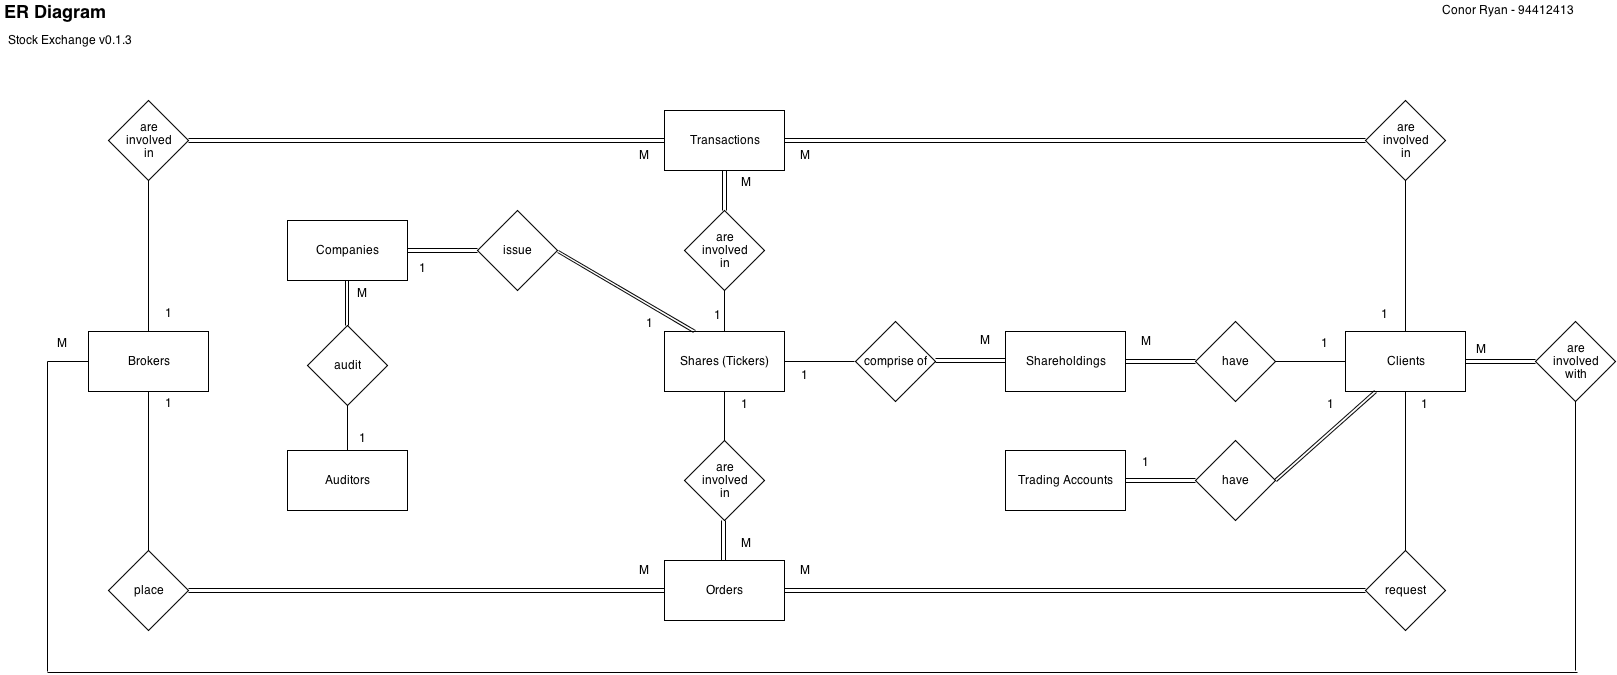 ER Diagram
Conor Ryan - 94412413
Stock Exchange v0.1.3
are
involved
in
Transactions
are
involved
in
M
M
M
Companies
issue
are
involved
in
1
M
1
1
1
1
M
Brokers
audit
Shares (Tickers)
comprise of
M
Shareholdings
M
have
1
Clients
M
are
involved
with
1
1
1
1
1
1
Auditors
are
involved
in
Trading Accounts
1
have
M
M
M
place
Orders
request